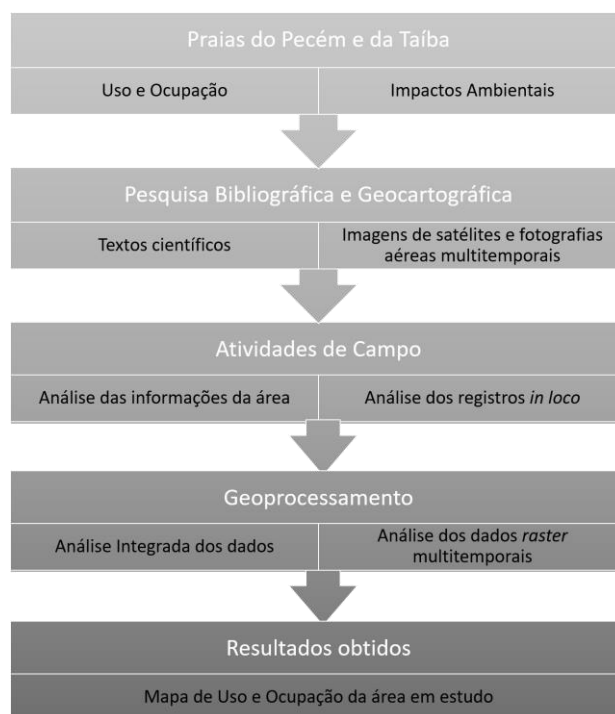 Praias do Pecém e da Taíba
Uso e Ocupação
Impactos Ambientais
Pesquisa Bibliográfica e Geocartográfica
Textos científicos
Imagens de satélites e fotografias
aéreas multitemporais
Atividades de Campo
Análise das informações da área
Análise dos registros in loco
Geoprocessamento
Análise Integrada dos dados
Análise dos dados raster
multitemporais
Resultados obtidos
Mapa de Uso e Ocupação da área em estudo